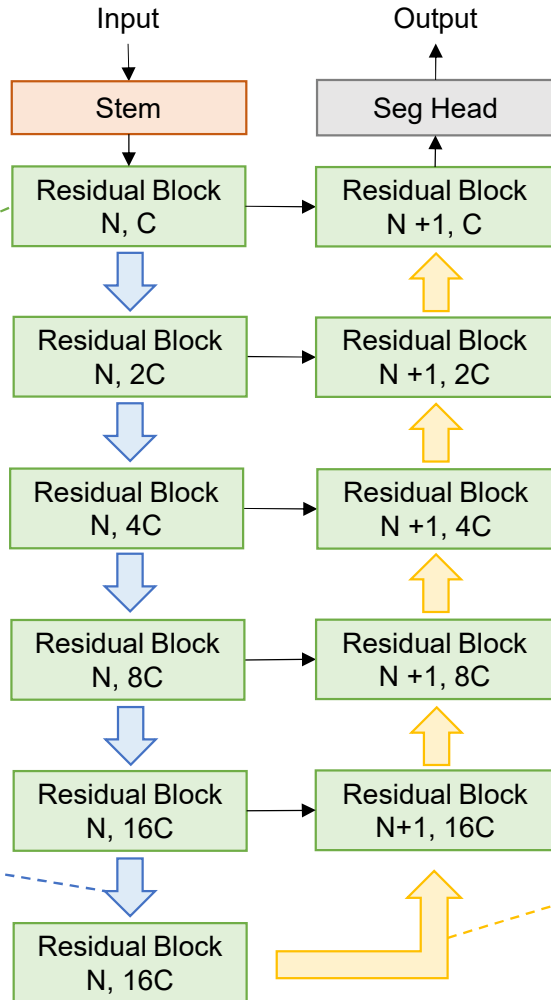 Input
Output
Stem
Seg Head
Residual Block
N, C
Residual Block
N +1, C
Residual Block
N, 2C
Residual Block
N +1, 2C
Residual Block
N, 4C
Residual Block
N +1, 4C
Residual Block
N, 8C
Residual Block
N +1, 8C
Residual Block
N, 16C
Residual Block
N+1, 16C
Residual Block
N, 16C